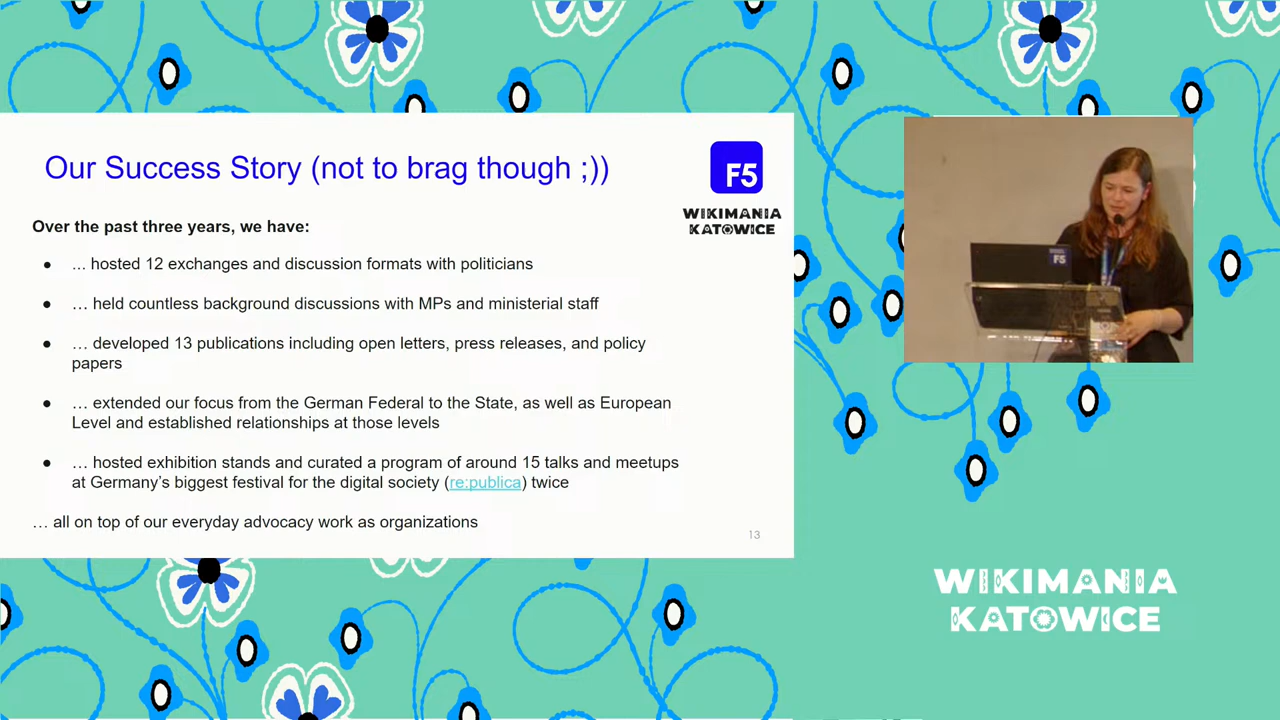 Our Success Story (not to brag though ;))
F5
WIKIMANIA
KATOWICE
Over the past three years, we have:
● … hosted 12 exchanges and discussion formats with politicians
● … held countless background discussions with MPs and ministerial staff
● … developed 13 publications including open letters, press releases, and policy
papers
● … extended our focus from the German Federal to the State, as well as European
Level and established relationships at those levels
● … hosted exhibition stands and curated a program of around 15 talks and meetups
at Germany’s biggest festival for the digital society (re:publica) twice
… all on top of our everyday advocacy work as organizations
13
F5
WIKIMANIA
KATOWICE